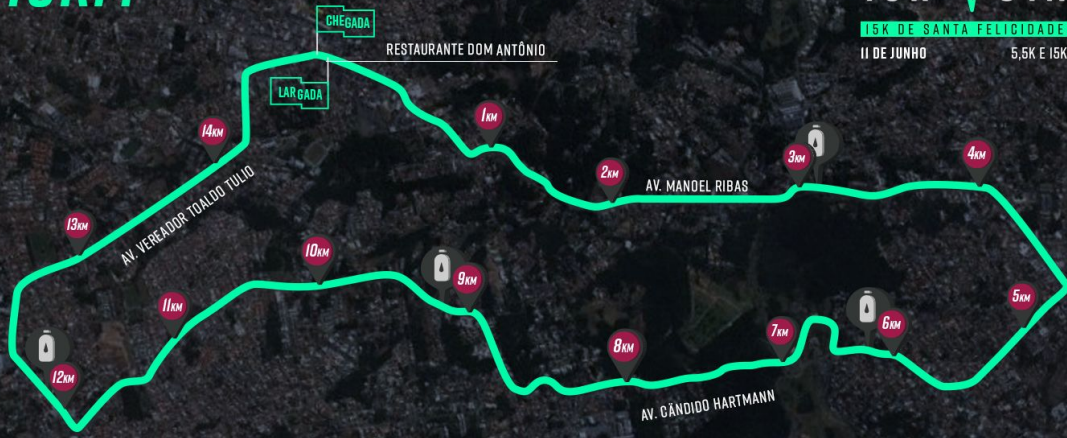 CHEGADA
RESTAURANTE DOM ANTÔNIO
15K DE SANTA FELICIDADE
11 DE JUNHO
5,5K E 15K
LARGADA
1KM
14KM
3KM
4KM
2KM
AV. MANOEL RIBAS
AV. VEREADOR TOALDO TULIO
13KM
10KM
9KM
5KM
11KM
6KM
7KM
8KM
12KM
AV. CÂNDIDO HARTMANN